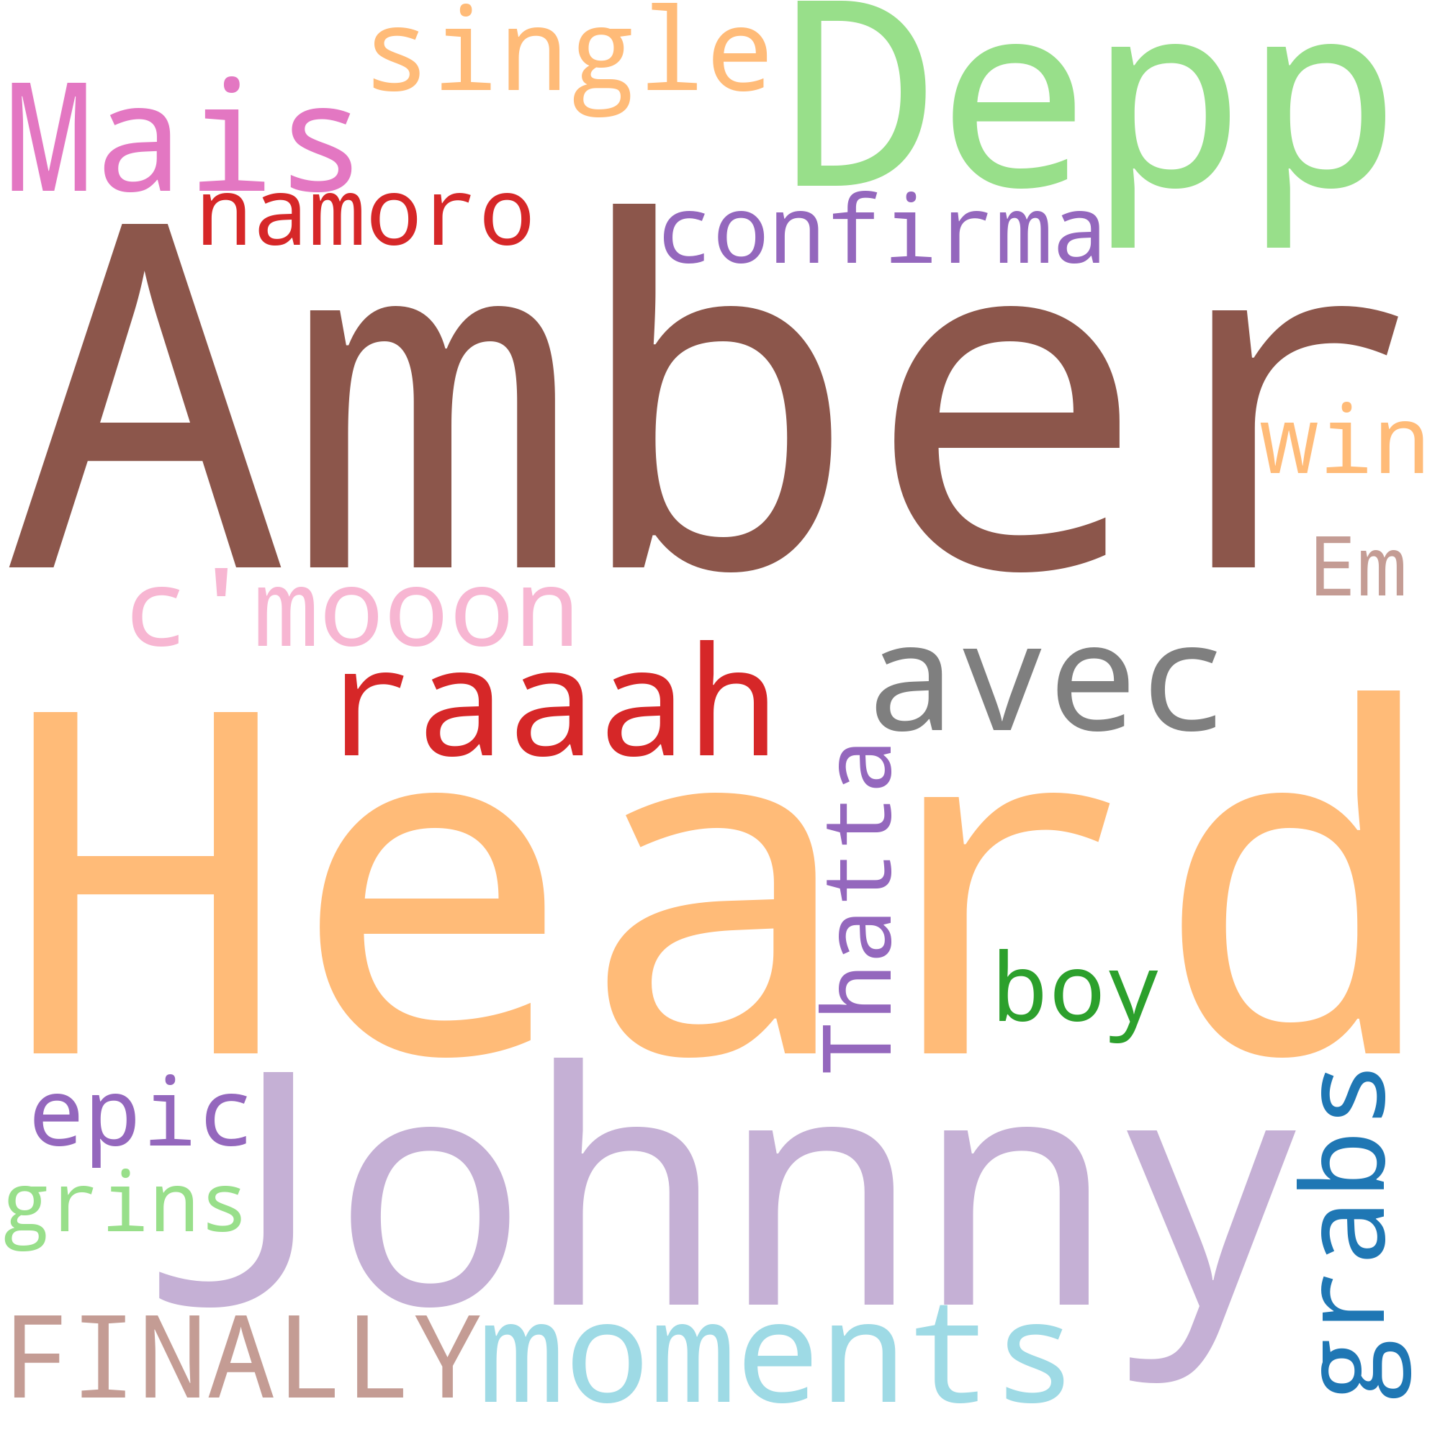 single
Depp
Mais
namoro
confirma
Amber
win
Em
c'mooon
raaah
avec
Heard
Thatta
boy
Johnny
epic
grins
grabs
FINALLY
moments